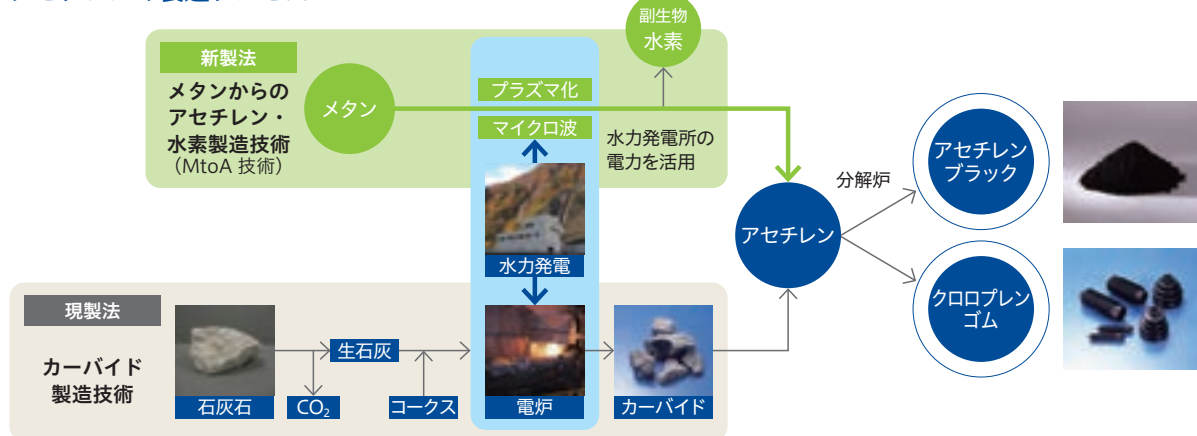 副生物
水素
新製法
メタンからの
アセチレン・
水素製造技術
（MtoA 技術）
メタン
プラズマ化
マイクロ波
水力発電所の
電力を活用
水力発電
アセチレン
分解炉
アセチレン
ブラック
クロロプレン
ゴム
現製法
カーバイド
製造技術
石灰石
CO₂
生石灰
コークス
電炉
カーバイド